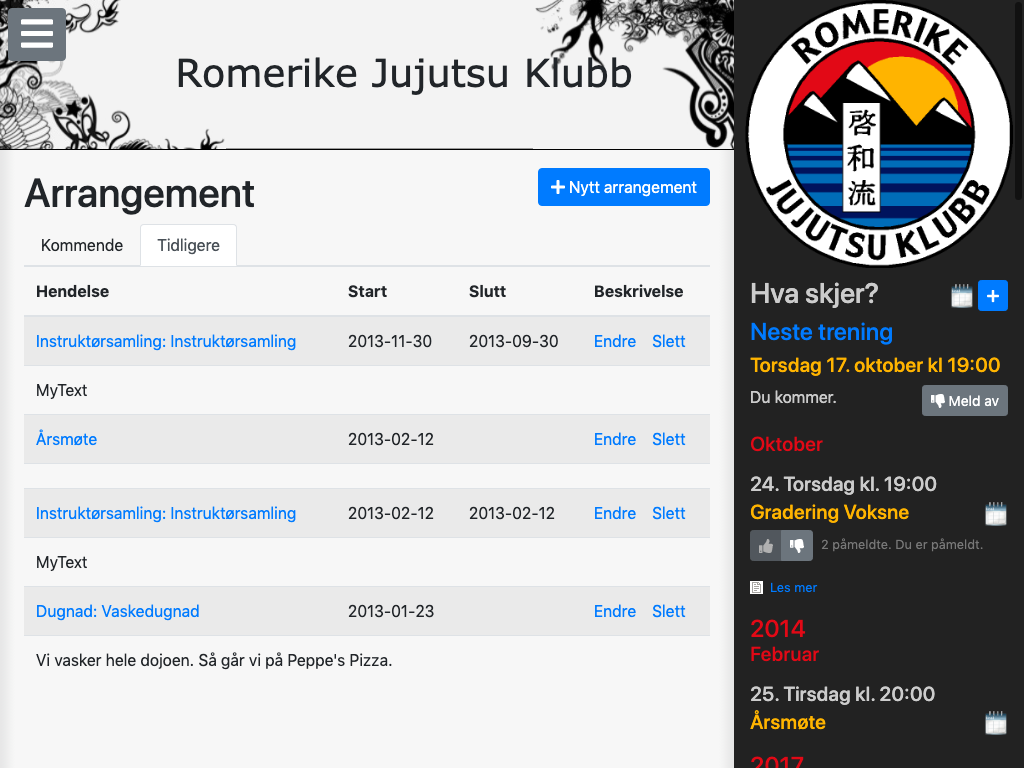 Romerike Jujutsu Klubb
Arrangement
Nytt arrangement
Kommende Tidligere
Hendelse Start Slutt Beskrivelse
Instruktørsamling: Instruktørsamling 2013-11-30 2013-09-30 Endre Slett
MyText
Årsmøte 2013-02-12 Endre Slett
Instruktørsamling: Instruktørsamling 2013-02-12 2013-02-12 Endre Slett
MyText
Dugnad: Vaskedugnad 2013-01-23 Endre Slett
Vi vasker hele dojoen. Så går vi på Peppe's Pizza.
ROMERIKE
啓和流
JUJUTSU KLUBB
Hva skjer?
Neste trening
Torsdag 17. oktober kl 19:00
Du kommer. Meld av
Oktober
24. Torsdag kl. 19:00
Gradering Voksne
2 påmeldte. Du er påmeldt.
Les mer
2014
Februar
25. Tirsdag kl. 20:00
Årsmøte
2017